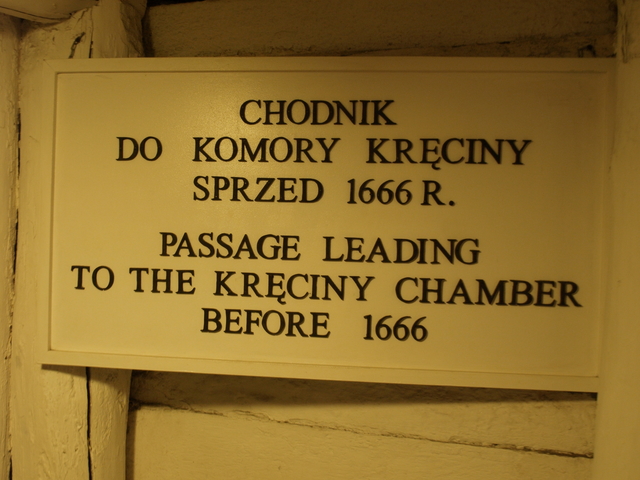 CHODNIK
DO KOMORY KRĘCINY
SPRZED 1666 R.
PASSAGE LEADING
TO THE KRĘCINY CHAMBER
BEFORE 1666